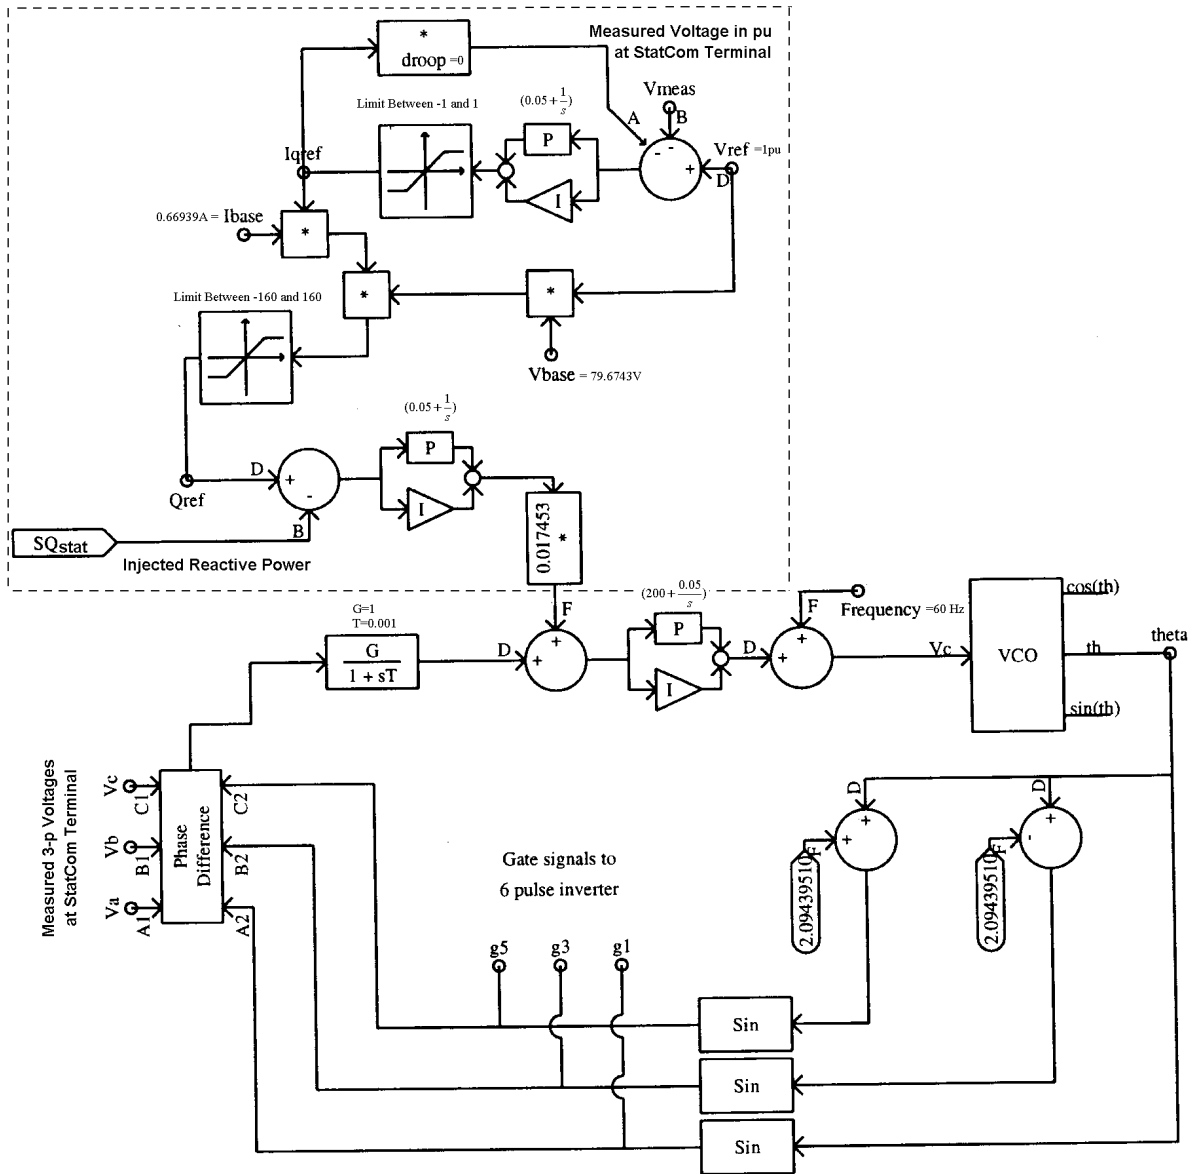 Measured Voltage in pu
at StatCom Terminal
*
droop =0
Limit Between -1 and 1
(0.05+1/s)
Vmeas
A
B
P
I
-
-
+
Vref =1pu
D
Iqref
0.66939A = Ibase
*
*
*
Limit Between -160 and 160
Vbase = 79.6743V
(0.05+1/s)
P
I
D
+
-
B
Qref
SQstat
Injected Reactive Power
0.017453
*
F
G=1
T=0.001
G
1 + sT
D
+
+
(200+0.05/s)
P
I
D
F
+
+
Frequency =60 Hz
Vc
VCO
cos(th)
th
sin(th)
theta
Measured 3-p Voltages
at StatCom Terminal
Vc
C1
Vb
B1
Va
A1
Phase
Difference
C2
B2
A2
Gate signals to
6 pulse inverter
g5
g3
g1
D
+
+
F
2.09439510
D
+
-
F
2.09439510
Sin
Sin
Sin